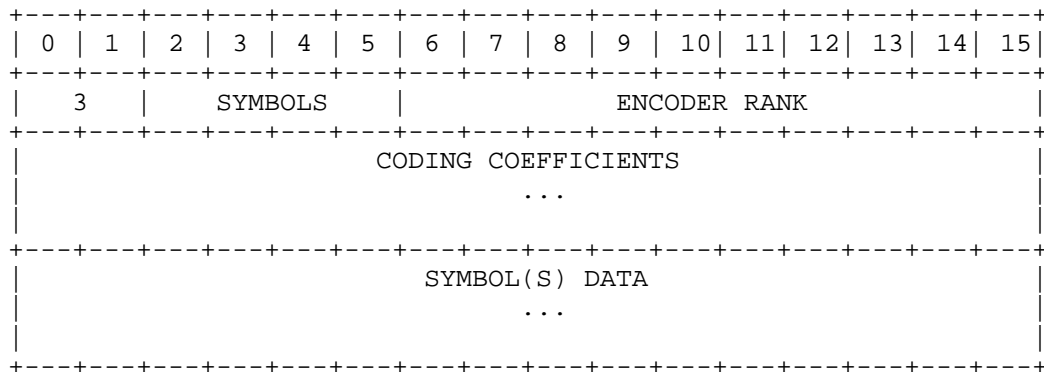 +---+---+---+---+---+---+---+---+---+---+---+---+---+---+---+---+
| 0 | 1 | 2 | 3 | 4 | 5 | 6 | 7 | 8 | 9 | 10| 11| 12| 13| 14| 15|
+---+---+---+---+---+---+---+---+---+---+---+---+---+---+---+---+
|   3   |    SYMBOLS    |             ENCODER RANK              |
+---+---+---+---+---+---+---+---+---+---+---+---+---+---+---+---+
|                      CODING COEFFICIENTS                      |
|                               ...                             |
|                                                               |
+---+---+---+---+---+---+---+---+---+---+---+---+---+---+---+---+
|                         SYMBOL(S) DATA                        |
|                               ...                             |
|                                                               |
+---+---+---+---+---+---+---+---+---+---+---+---+---+---+---+---+